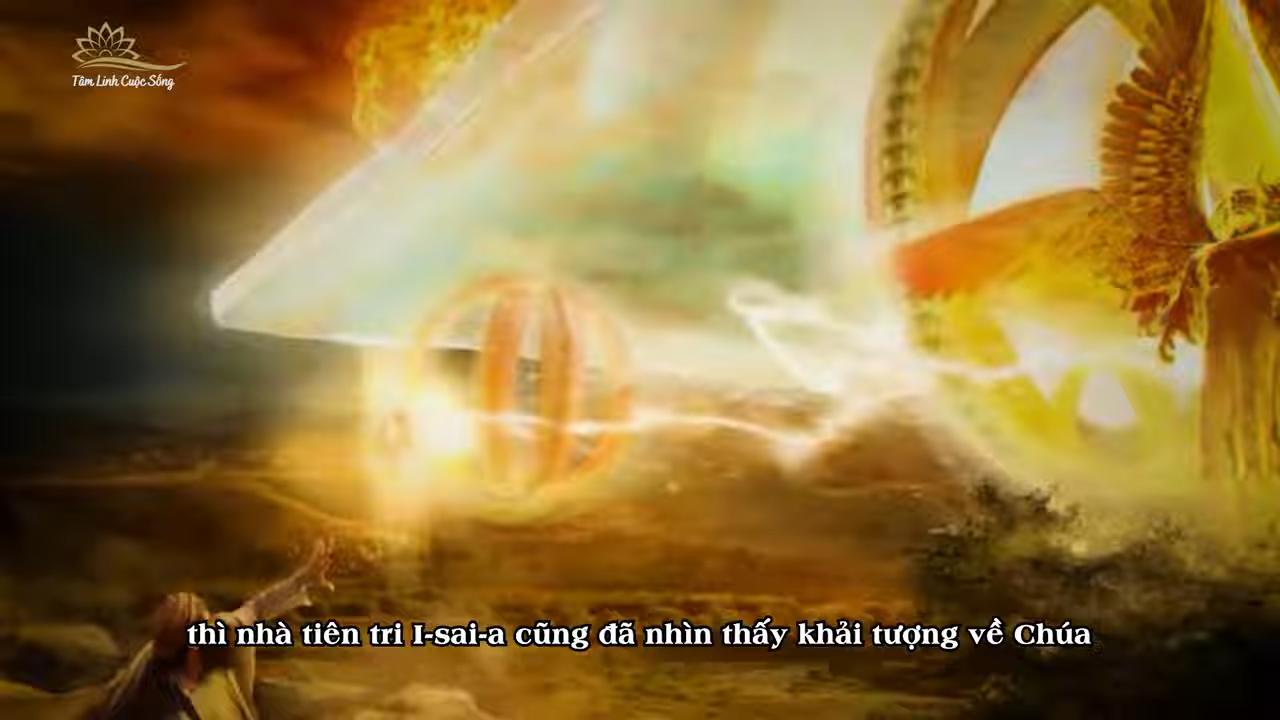 Tâm Linh Cuộc Sống
thì nhà tiên tri I-sai-a cũng đã nhìn thấy khải tượng về Chúa